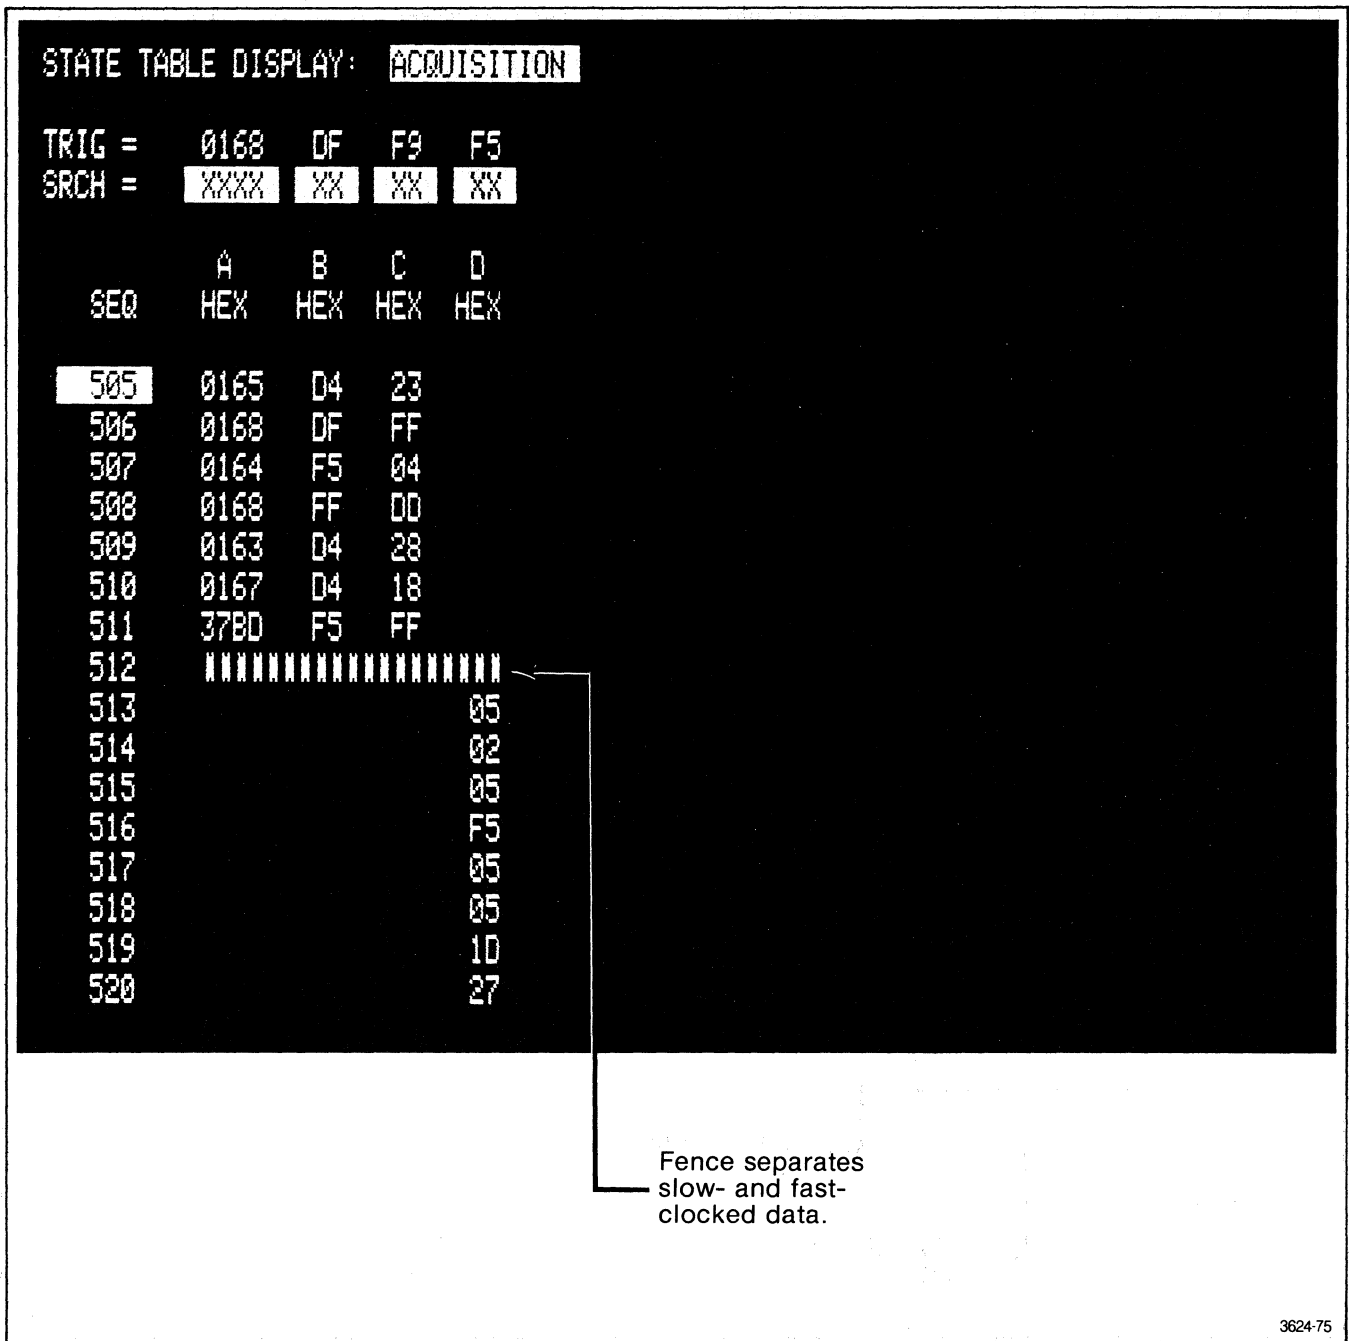 STATE TABLE DISPLAY: ACQUISITION
TRIG = 0168 DF F9 F5
SRCH = XXXX XX XX XX
A B C D
SEQ HEX HEX HEX HEX
505 0165 D4 23
506 0168 DF FF
507 0164 F5 04
508 0168 FF DD
509 0163 D4 28
510 0167 D4 18
511 37BD F5 FF
512
513 05
514 02
515 05
516 F5
517 05
518 05
519 1D
520 27
Fence separates
slow- and fast-
clocked data.
3624-75